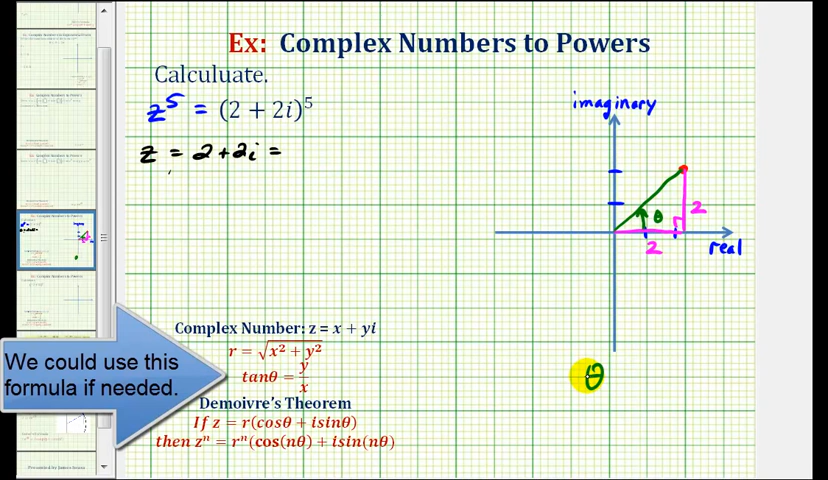 Ex: Complex Numbers to Powers
Calculuate.
z⁵ = (2 + 2i)⁵
z = 2+2i =
imaginary
θ
2
2
real
θ
Complex Number: z = x + yi
r = √x² + y²
tanθ = y/x
Demoivre's Theorem
If z = r(cosθ + isinθ)
then zⁿ = rⁿ(cos(nθ) + isin(nθ)
We could use this
formula if needed.